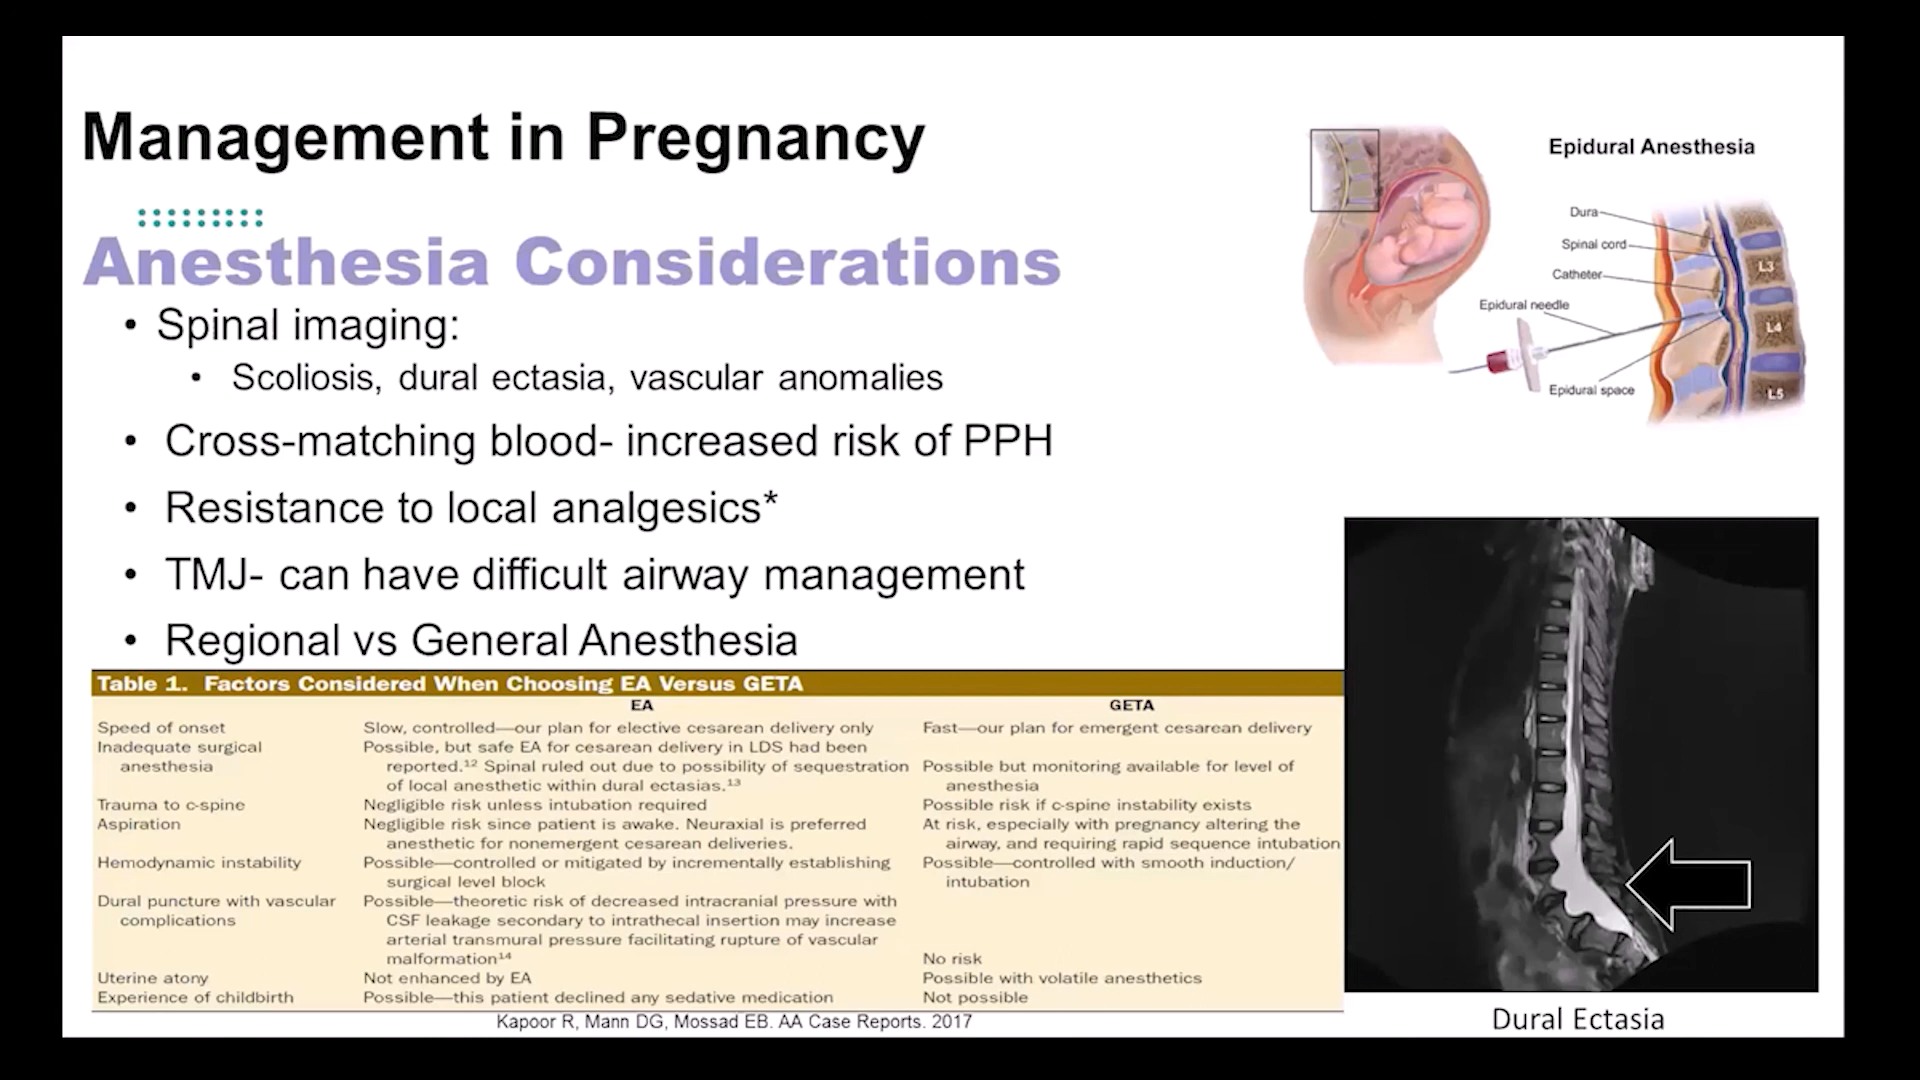 Management in Pregnancy
Anesthesia Considerations
• Spinal imaging:
• Scoliosis, dural ectasia, vascular anomalies
• Cross-matching blood- increased risk of PPH
• Resistance to local analgesics*
• TMJ- can have difficult airway management
• Regional vs General Anesthesia
Epidural Anesthesia
Dura
Spinal cord
Catheter
Epidural needle
Epidural space
L3
L4
L5
Table 1. Factors Considered When Choosing EA Versus GETA
EA GETA
Speed of onset Slow, controlled—our plan for elective cesarean delivery only Fast—our plan for emergent cesarean delivery
Inadequate surgical Possible, but safe EA for cesarean delivery in LDS had been
anesthesia reported.¹² Spinal ruled out due to possibility of sequestration Possible but monitoring available for level of
of local anesthetic within dural ectasias.¹³ anesthesia
Trauma to c-spine Negligible risk unless intubation required Possible risk if c-spine instability exists
Aspiration Negligible risk since patient is awake. Neuraxial is preferred At risk, especially with pregnancy altering the
anesthetic for nonemergent cesarean deliveries. airway, and requiring rapid sequence intubation
Hemodynamic instability Possible—controlled or mitigated by incrementally establishing Possible—controlled with smooth induction/
surgical level block intubation
Dural puncture with vascular Possible—theoretic risk of decreased intracranial pressure with
complications CSF leakage secondary to intrathecal insertion may increase
arterial transmural pressure facilitating rupture of vascular
malformation¹⁴ No risk
Uterine atony Not enhanced by EA Possible with volatile anesthetics
Experience of childbirth Possible—this patient declined any sedative medication Not possible
Kapoor R, Mann DG, Mossad EB. AA Case Reports. 2017
Dural Ectasia